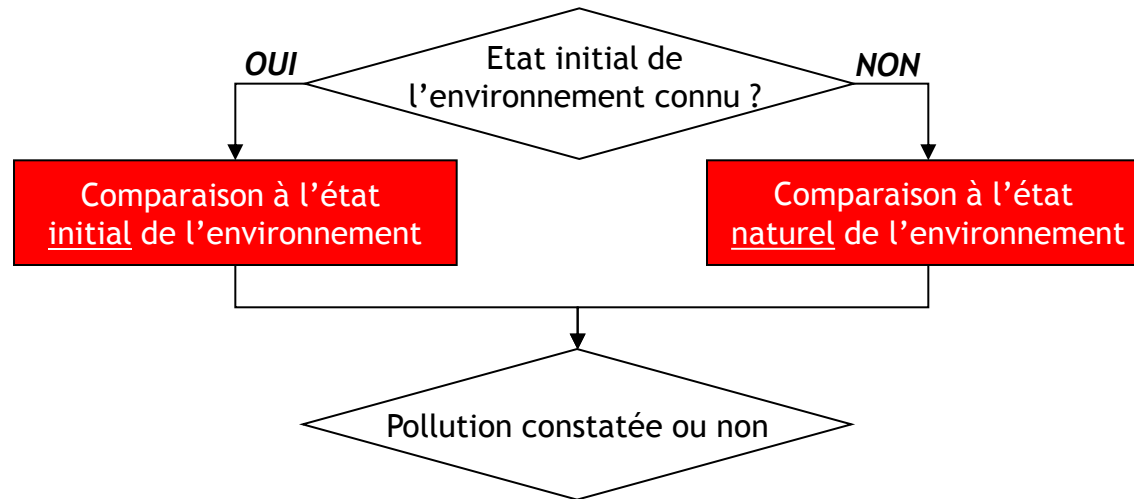 Etat initial de
l’environnement connu ?
OUI
NON
Comparaison à l’état
initial de l’environnement
Comparaison à l’état
naturel de l’environnement
Pollution constatée ou non